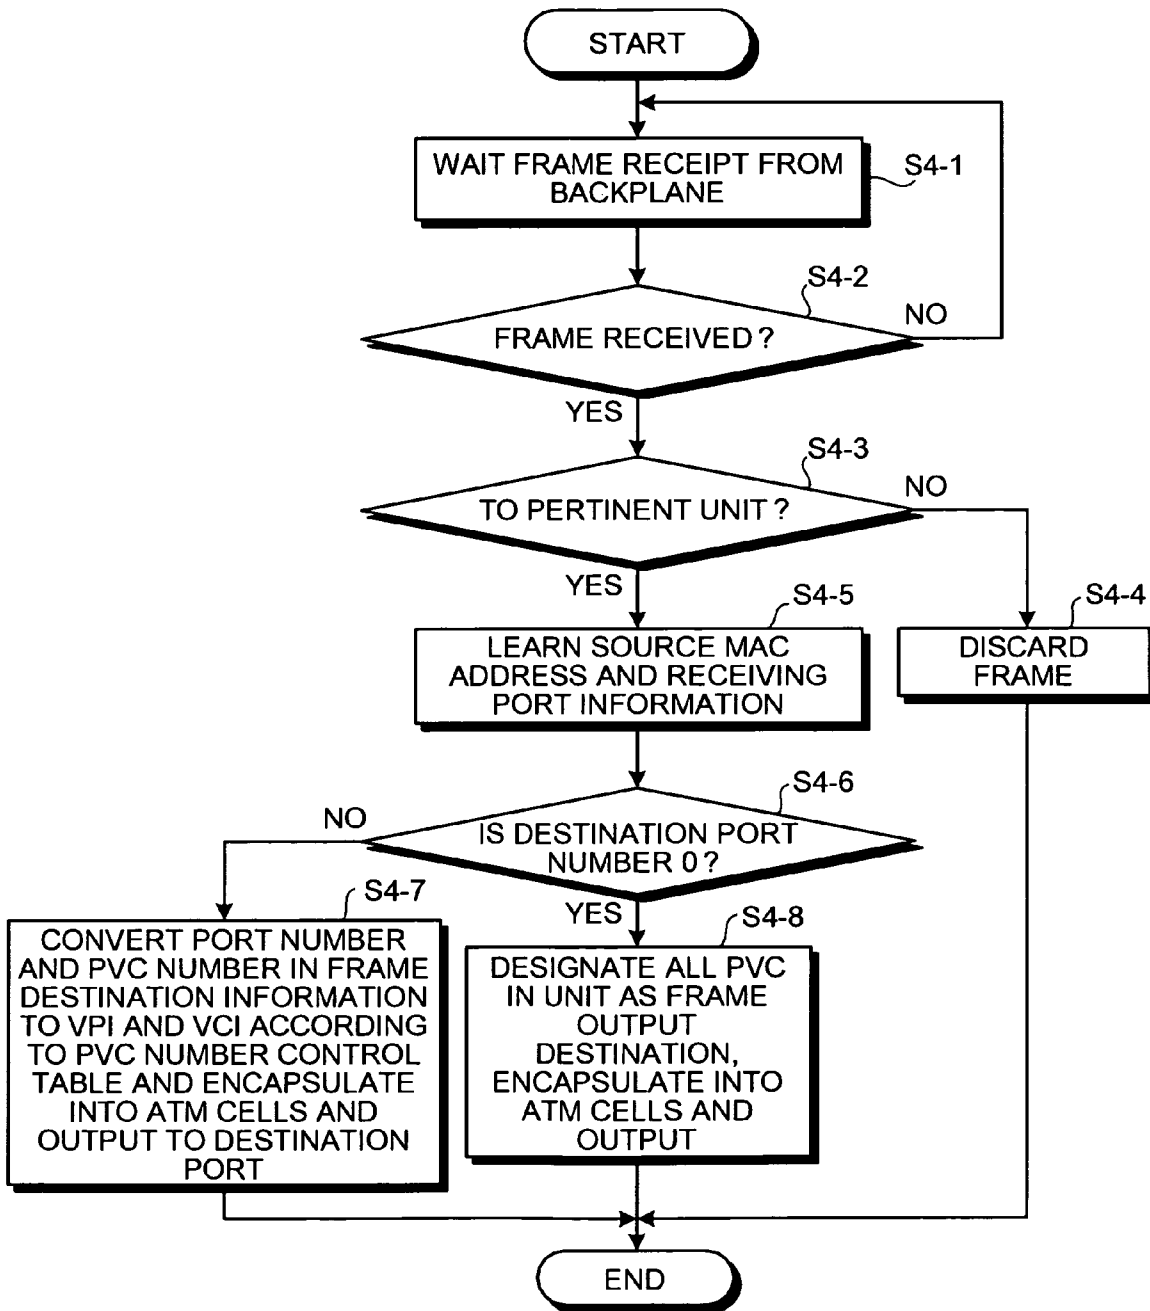 START
WAIT FRAME RECEIPT FROM
BACKPLANE
S4-1
S4-2
FRAME RECEIVED?
NO
YES
S4-3
TO PERTINENT UNIT?
NO
YES
S4-5
LEARN SOURCE MAC
ADDRESS AND RECEIVING
PORT INFORMATION
S4-4
DISCARD
FRAME
S4-6
IS DESTINATION PORT
NUMBER 0?
NO
YES
S4-7
CONVERT PORT NUMBER
AND PVC NUMBER IN FRAME
DESTINATION INFORMATION
TO VPI AND VCI ACCORDING
TO PVC NUMBER CONTROL
TABLE AND ENCAPSULATE
INTO ATM CELLS AND
OUTPUT TO DESTINATION
PORT
S4-8
DESIGNATE ALL PVC
IN UNIT AS FRAME
OUTPUT
DESTINATION,
ENCAPSULATE INTO
ATM CELLS AND
OUTPUT
END